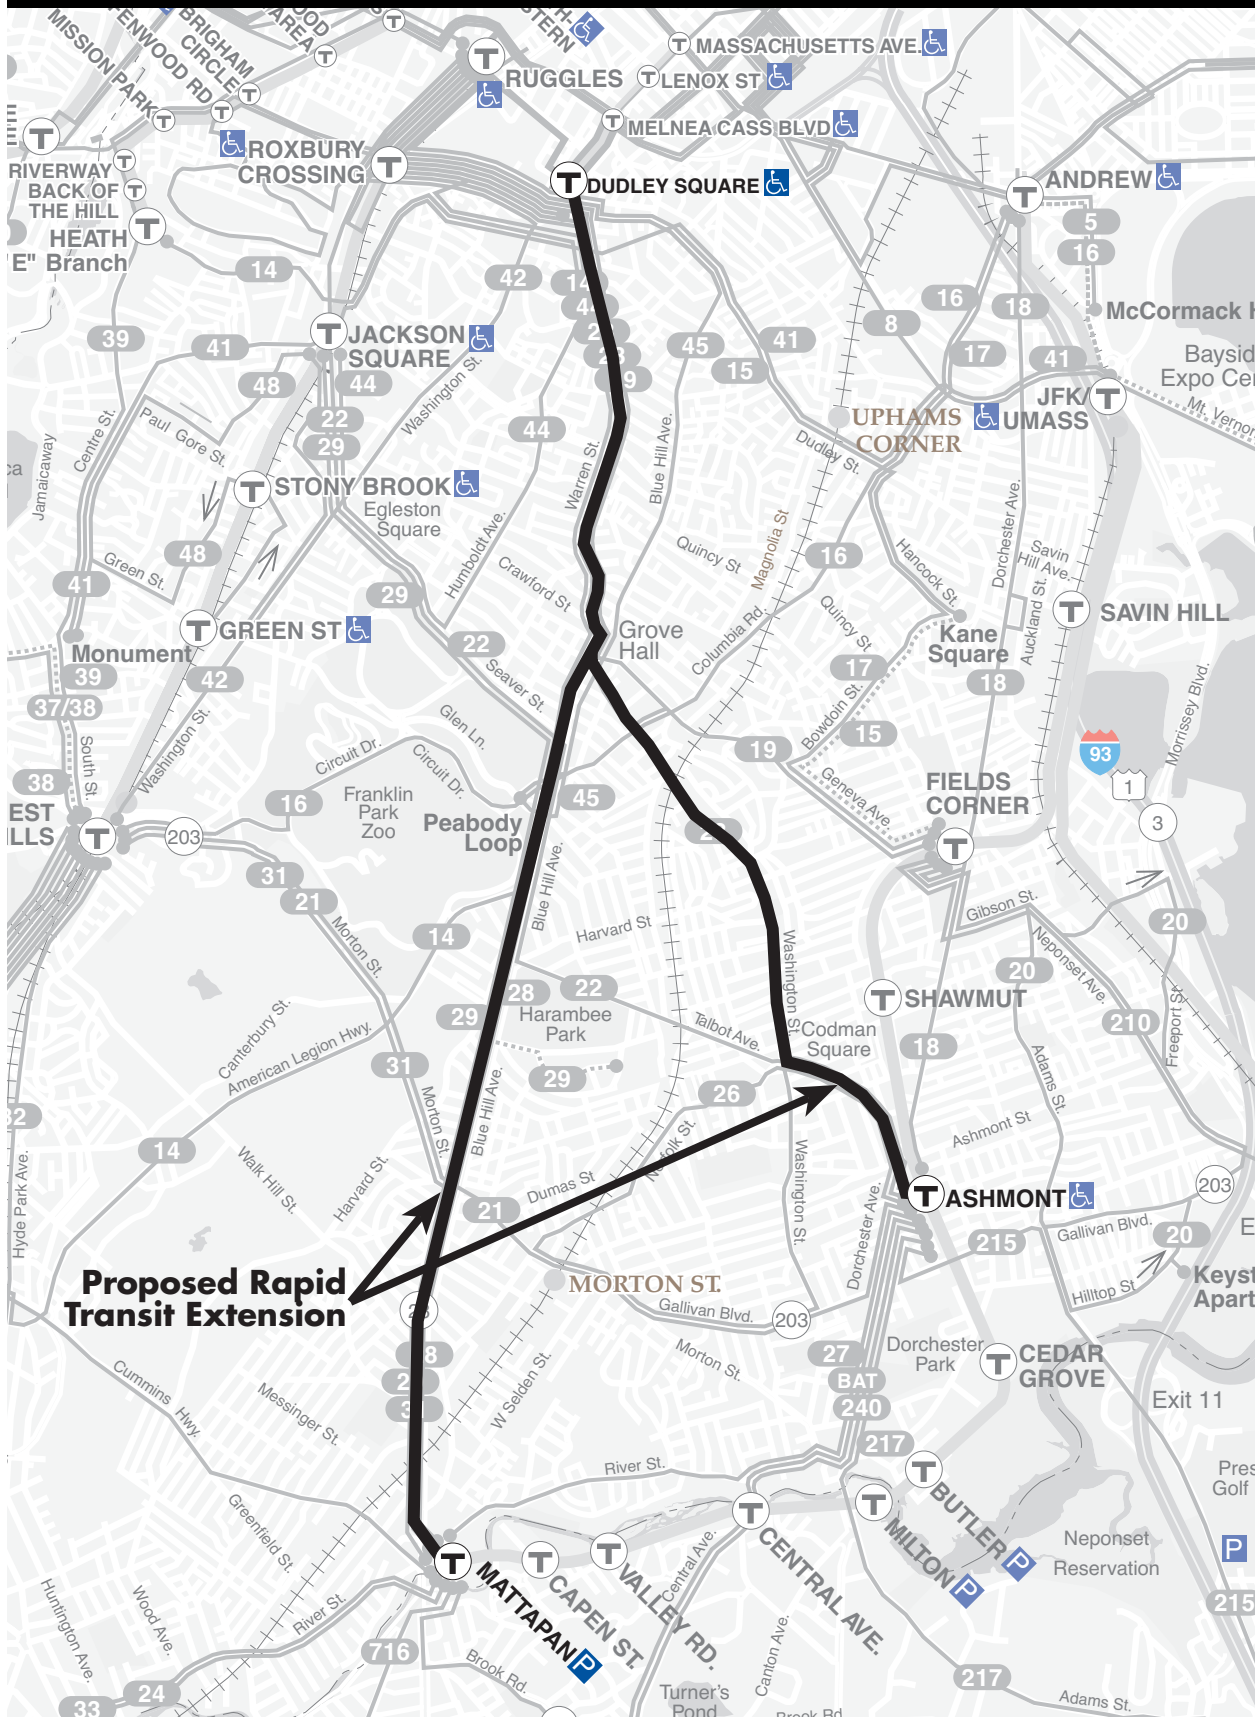 BRIGHAM
CIRCLE
FENWOOD RD
MISSION PARK
AREA
STERN
T RUGGLES
T MASSACHUSETTS AVE.
T LENOX ST
T MELNEA CASS BLVD
T
RIVERWAY
BACK OF
THE HILL
T ROXBURY
CROSSING
T DUDLEY SQUARE
T ANDREW
5
16
HEATH
"E" Branch
14
42
14
16
18
McCormack
39
41
T JACKSON
SQUARE
48
44
22
29
Washington St.
45
15
41
8
17
41
Bayside
JFK/
UMASS
Mt. Vernon
UPHAMS
CORNER
Paul Gore St.
Centre St.
Jamaicaway
44
Warren St.
Blue Hill Ave.
Dudley St.
T STONY BROOK
Egleston
Square
Dorchester Ave.
48
Green St.
41
29
Humboldt Ave.
Crawford St
Quincy St
Magnolia St
16
Hancock St.
Savin
Hill Ave.
Auckland St.
T GREEN ST
Monument
39
42
37/38
22
Seaver St.
Grove
Hall
Columbia Rd.
Quincy St
Kane
Square
T SAVIN HILL
17
18
Bowdoin St.
15
Morrissey Blvd.
South St.
Washington St.
Glen Ln.
Circuit Dr.
Circuit Dr.
19
Geneva Ave.
93
1
3
38
16
Franklin
Park
Zoo
45
Peabody
Loop
FIELDS
CORNER
T
203
31
21
Morton St.
Blue Hill Ave.
Harvard St
14
Washington St.
Gibson St.
20
Neponset Ave.
20
28
22
29
Harambee
Park
Talbot Ave.
Codman
Square
T SHAWMUT
18
210
Freeport St.
Canterbury St.
American Legion Hwy.
31
29
26
Adams St.
Morton St.
Blue Hill Ave.
14
Walk Hill St.
Harvard St.
Hyde Park Ave.
21
Dumas St
Norfolk St.
Washington St.
Ashmont St
T ASHMONT
203
Dorchester Ave.
215
Gallivan Blvd.
20
Proposed Rapid
Transit Extension
MORTON ST.
Gallivan Blvd.
203
Hilltop St
Morton St.
27
BAT
240
217
Dorchester
Park
T CEDAR
GROVE
Exit 11
Cummins Hwy.
Messinger St.
W Selden St.
River St.
Greenfield St.
T BUTLER P
T MILTON P
T CENTRAL AVE.
Neponset
Reservation
P
T MATTAPAN P
T CAPEN ST.
T VALLEY RD.
Central Ave.
River St.
Huntington Ave.
Wood Ave.
716
Brook Rd.
Canton Ave.
Turner's
Pond
Brook Rd
217
215
Adams St.
33
24